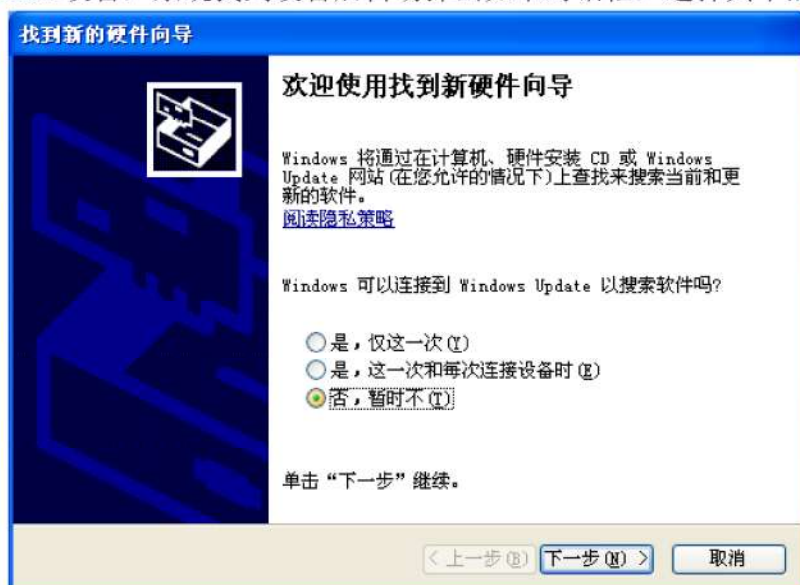 找到新的硬件向导
欢迎使用找到新硬件向导
Windows 将通过在计算机、硬件安装 CD 或 Windows
Update 网站(在您允许的情况下)上查找来搜索当前和更
新的软件。
阅读隐私策略
Windows 可以连接到 Windows Update 以搜索软件吗?
是，仅这一次(Y)
是，这一次和每次连接设备时(E)
否，暂时不(T)
单击“下一步”继续。
< 上一步(B) 下一步(N) > 取消